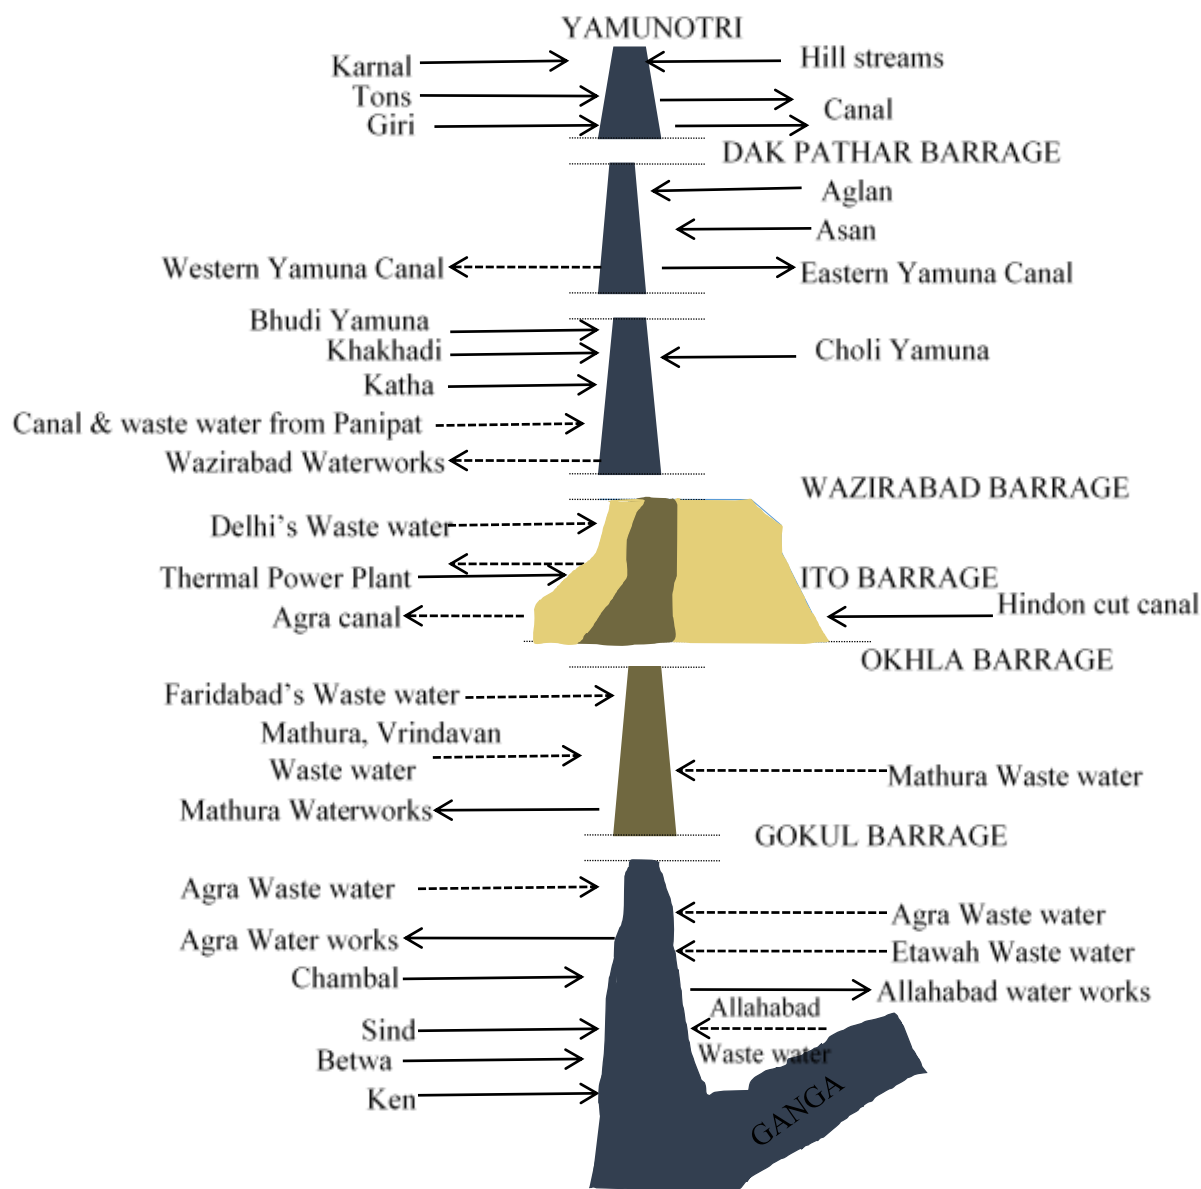 YAMUNOTRI
Karnal
Hill streams
Tons
Canal
Giri
DAK PATHAR BARRAGE
Aglan
Asan
Western Yamuna Canal
Eastern Yamuna Canal
Bhudi Yamuna
Khakhadi
Choli Yamuna
Katha
Canal & waste water from Panipat
Wazirabad Waterworks
WAZIRABAD BARRAGE
Delhi's Waste water
Thermal Power Plant
ITO BARRAGE
Hindon cut canal
Agra canal
OKHLA BARRAGE
Faridabad's Waste water
Mathura, Vrindavan
Waste water
Mathura Waste water
Mathura Waterworks
GOKUL BARRAGE
Agra Waste water
Agra Waste water
Agra Water works
Etawah Waste water
Chambal
Allahabad water works
Allahabad
Waste water
Sind
Betwa
Ken
GANGA